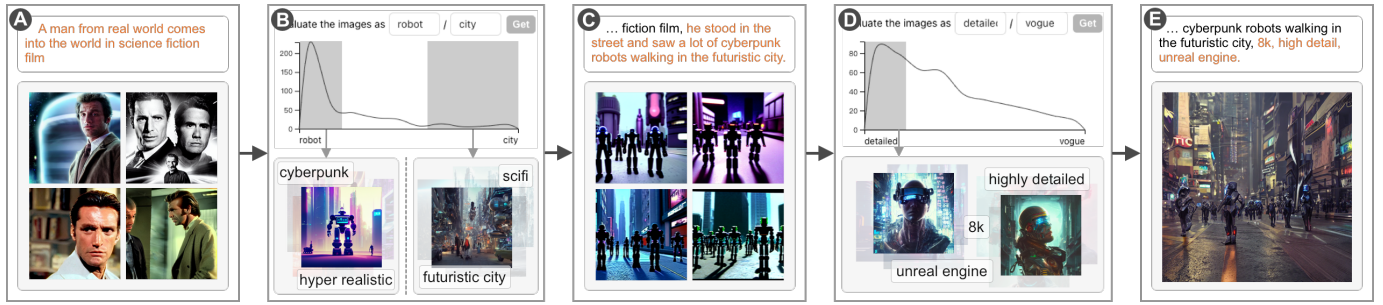 A
A man from real world comes
into the world in science fiction
film
B
luate the images as robot / city Get
200
150
100
50
0
robot city
cyberpunk
scifi
hyper realistic
futuristic city
C
... fiction film, he stood in the
street and saw a lot of cyberpunk
robots walking in the futuristic city.
D
luate the images as detailed / vogue Get
80
60
40
20
0
detailed vogue
highly detailed
8k
unreal engine
E
... cyberpunk robots walking in
the futuristic city, 8k, high detail,
unreal engine.